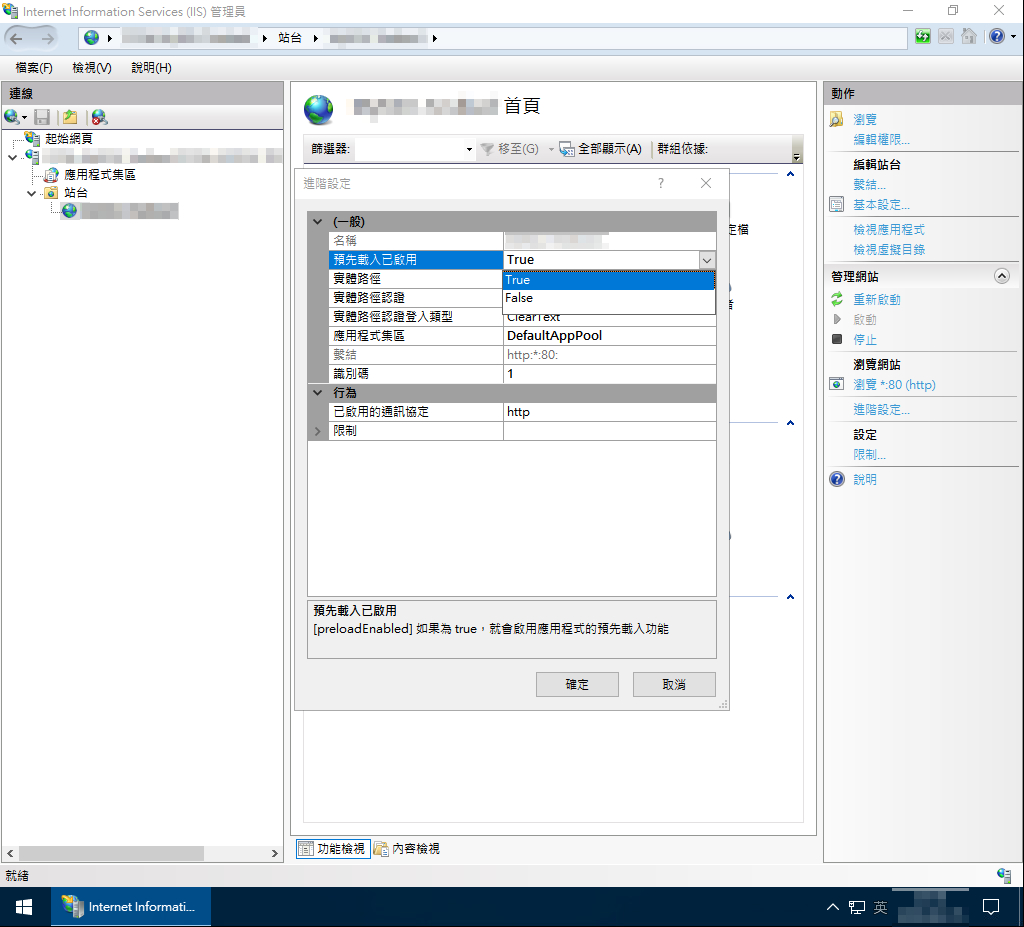 Internet Information Services (IIS) 管理員
站台
檔案(F) 檢視(V) 說明(H)
連線
起始網頁
應用程式集區
站台
首頁
篩選器: 移至(G) 全部顯示(A) 群組依據:
定檔
者
進階設定 ?
(一般)
名稱
預先載入已啟用 True
True
False
實體路徑
實體路徑認證
實體路徑認證登入類型 ClearText
應用程式集區 DefaultAppPool
繫結 http:*:80:
識別碼 1
行為
已啟用的通訊協定 http
限制
預先載入已啟用
[preloadEnabled] 如果為 true，就會啟用應用程式的預先載入功能
確定 取消
功能檢視 內容檢視
動作
瀏覽
編輯權限...
編輯站台
繫結...
基本設定...
檢視應用程式
檢視虛擬目錄
管理網站
重新啟動
啟動
停止
瀏覽網站
瀏覽 *:80 (http)
進階設定...
設定
限制...
說明
就緒
Internet Informati...
英